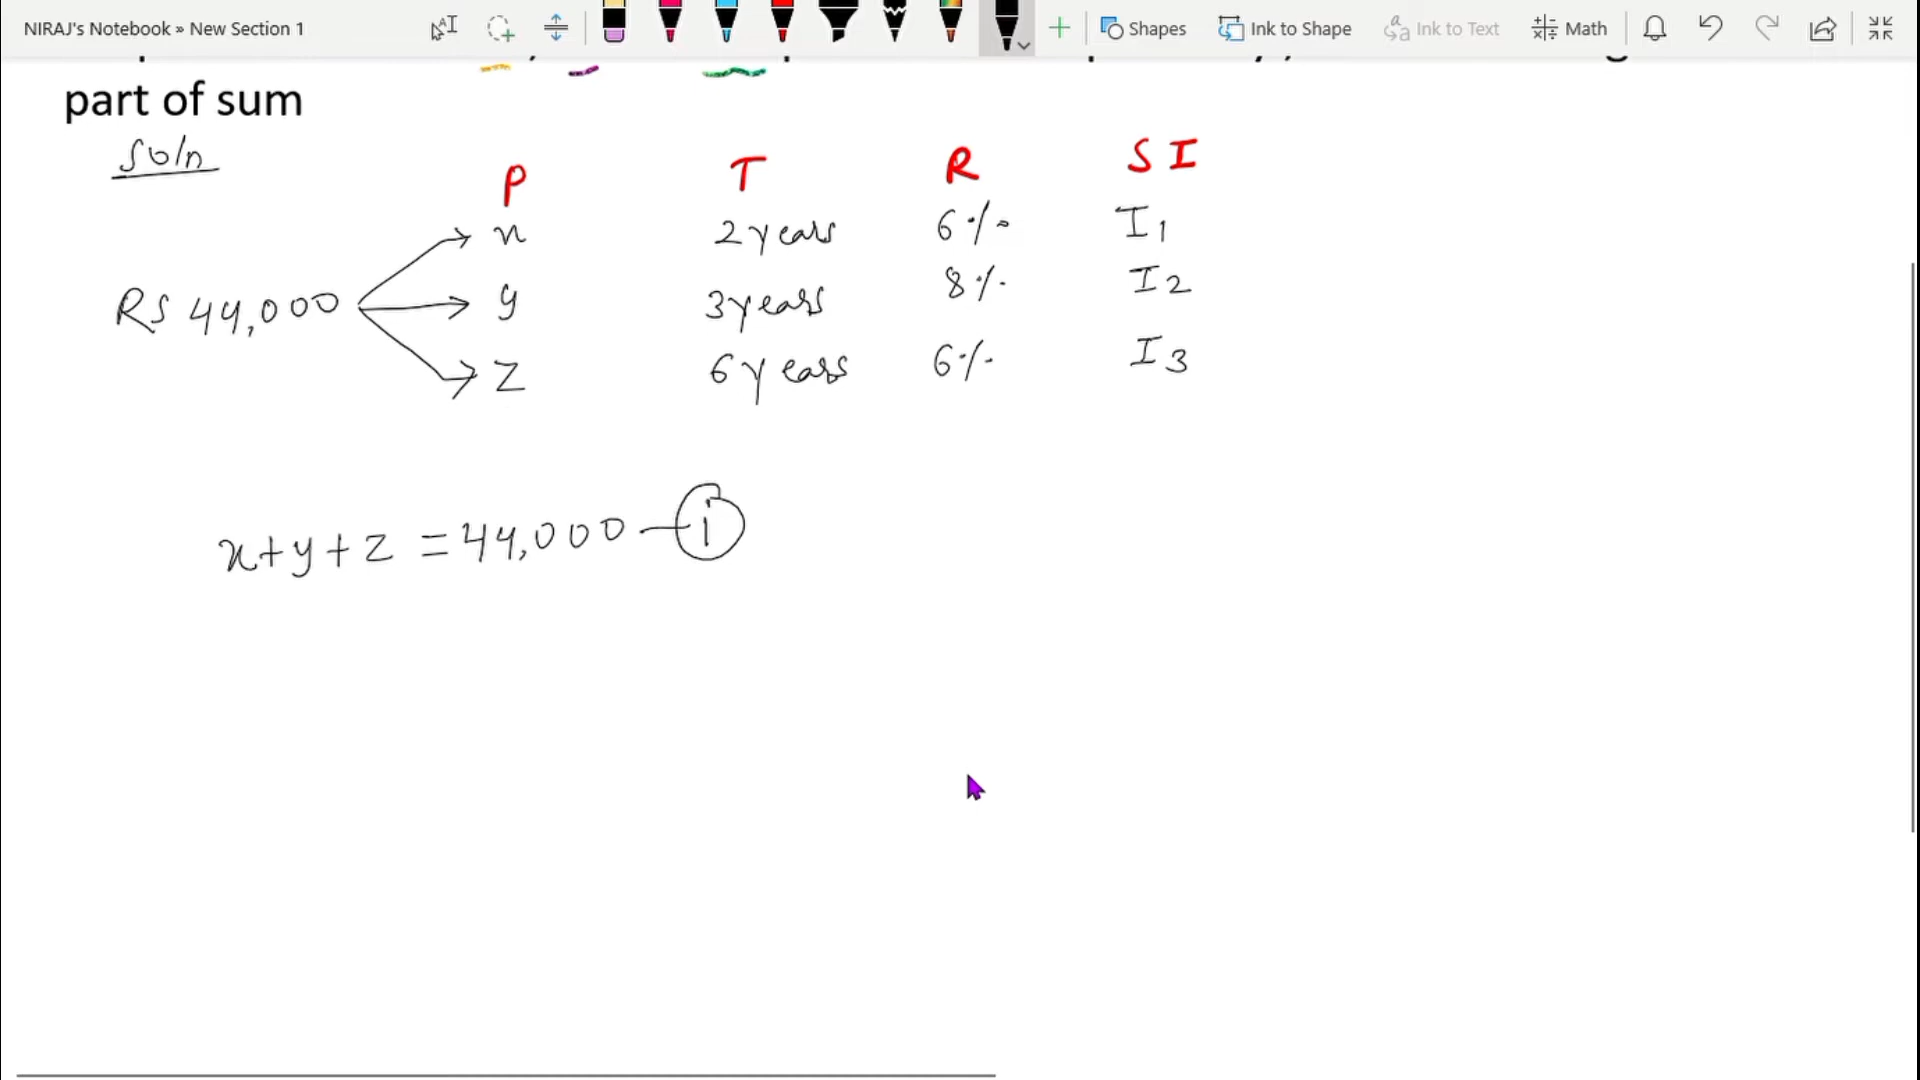 NIRAJ's Notebook » New Section 1
Shapes Ink to Shape Ink to Text Math
part of sum
Soln
P T R S I
x 2 years 6% I1
RS 44,000 y 3 years 8% I2
z 6 years 6% I3
x+y+z = 44,000 — i